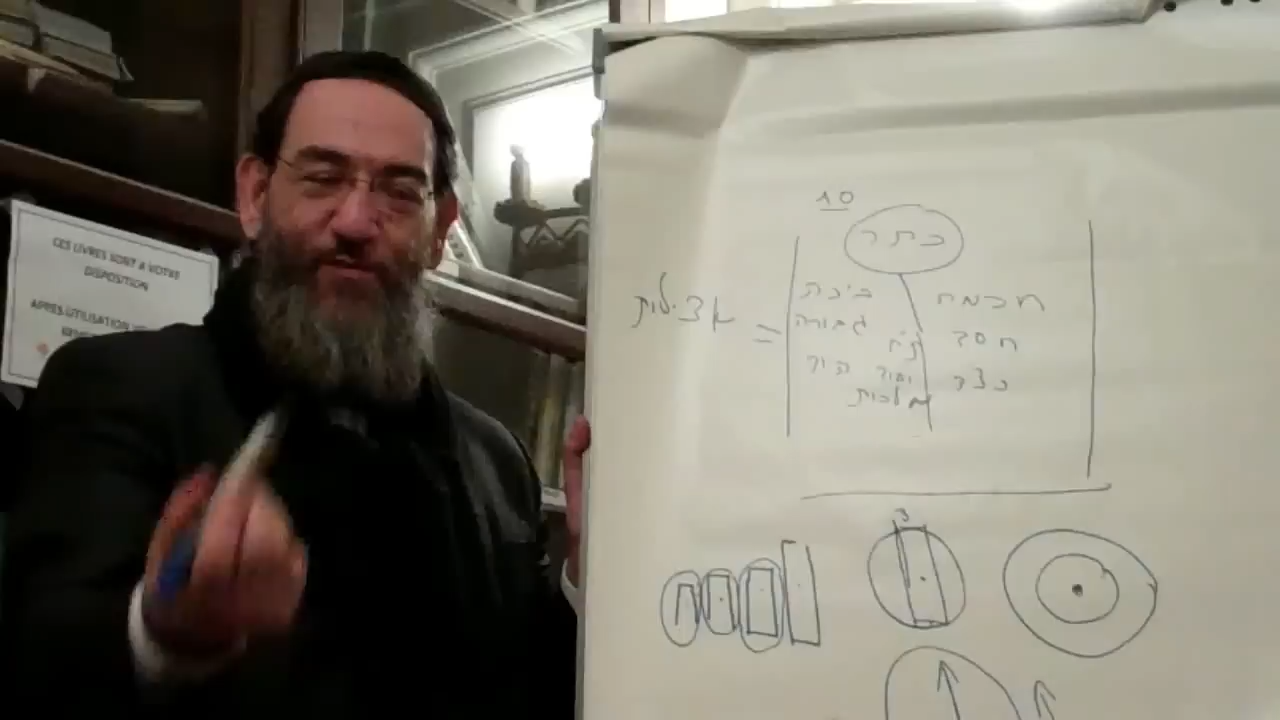 CES LIVRES SONT A VOTRE
DISPOSITION
APRES UTILISATION
10
כתר
אצילות =
בינה חכמה
גבורה חסד
ת״ת
הוד יסוד נצח
מלכות